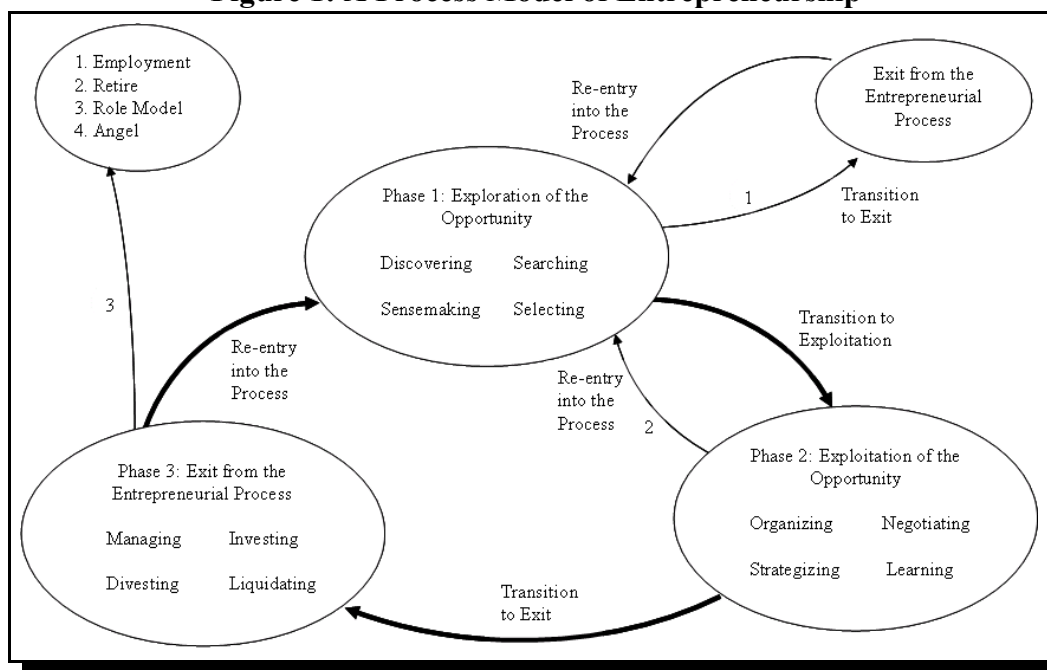 Figure 1: A Process Model of Entrepreneurship
1. Employment
2. Retire
3. Role Model
4. Angel
Re-entry
into the
Process
Exit from the
Entrepreneurial
Process
1
Transition
to Exit
Phase 1: Exploration of the
Opportunity
Discovering Searching
Sensemaking Selecting
3
Re-entry
into the
Process
Transition to
Exploitation
Re-entry
into the
Process
2
Phase 3: Exit from the
Entrepreneurial Process
Managing Investing
Divesting Liquidating
Phase 2: Exploitation of the
Opportunity
Organizing Negotiating
Strategizing Learning
Transition
to Exit